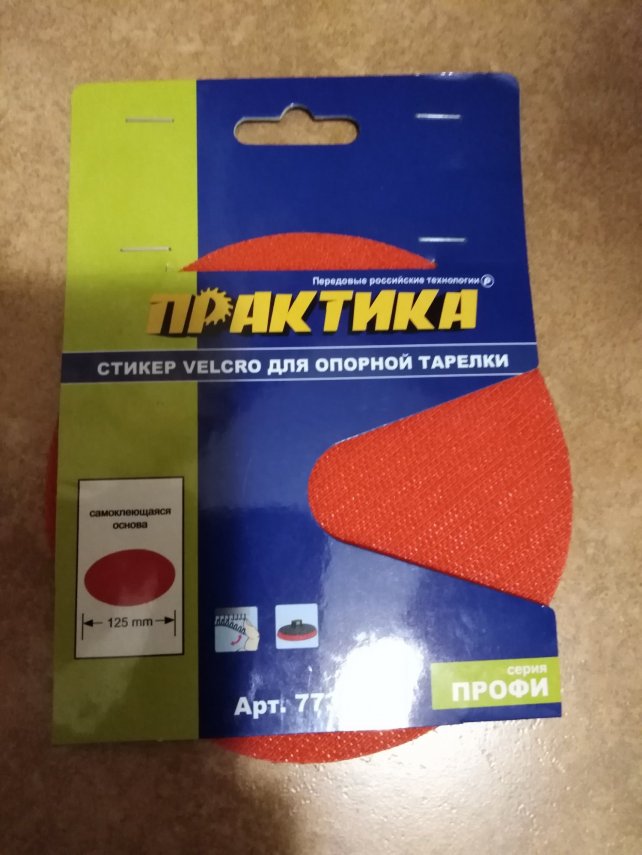 Передовые российские технологии
ПРАКТИКА
СТИКЕР VELCRO ДЛЯ ОПОРНОЙ ТАРЕЛКИ
самоклеющаяся
основа
125 mm
серия
ПРОФИ
Арт.